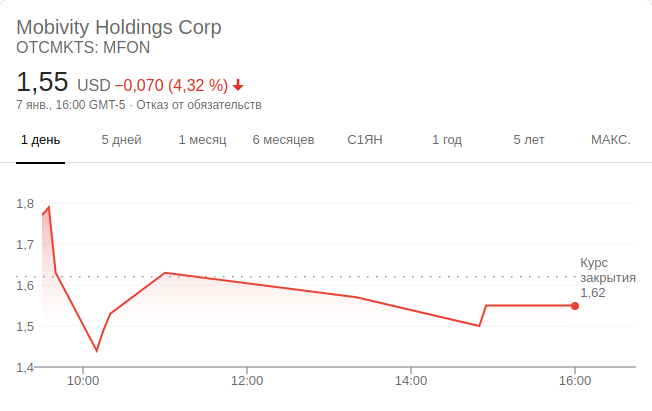 Mobivity Holdings Corp
OTCMKTS: MFON
1,55 USD −0,070 (4,32 %)
7 янв., 16:00 GMT-5 · Отказ от обязательств
1 день 5 дней 1 месяц 6 месяцев С1ЯН 1 год 5 лет МАКС.
1,8
1,7
Курс
закрытия
1,62
1,6
1,5
1,4
10:00 12:00 14:00 16:00